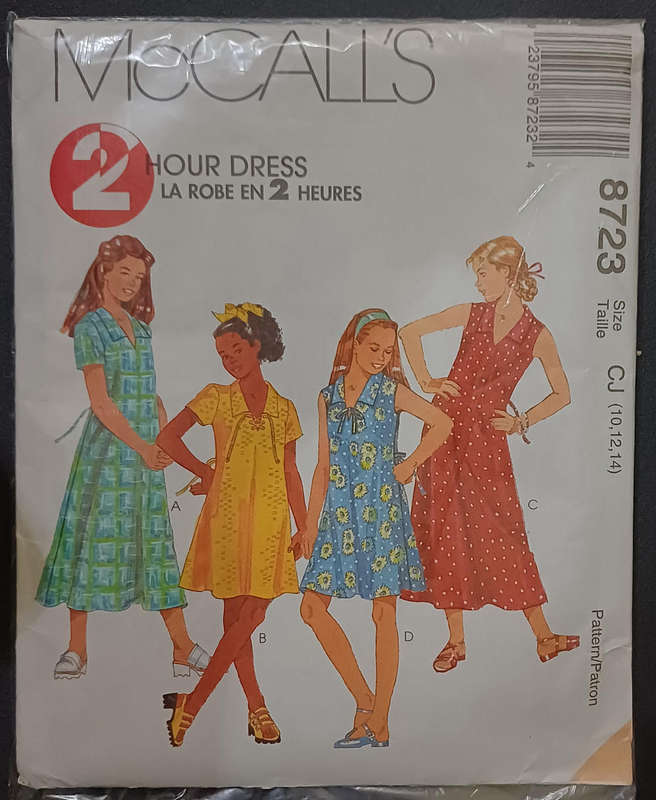 McCALL'S
2 HOUR DRESS
LA ROBE EN 2 HEURES
23795 87232 4
8723
Size
Taille
CJ (10,12,14)
A
B
D
C
Pattern/Patron